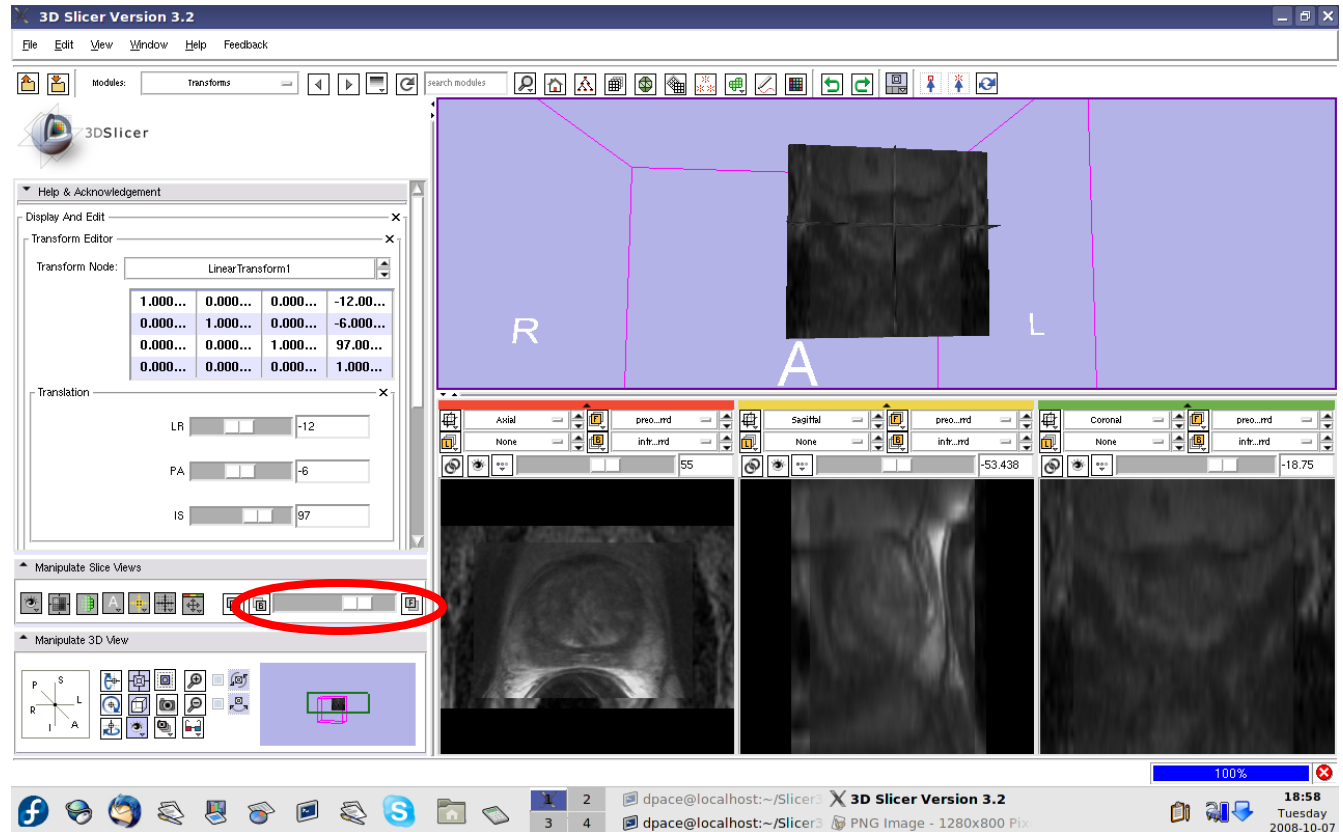 3D Slicer Version 3.2
File Edit View Window Help Feedback
Modules: Transforms search modules
3DSlicer
Help & Acknowledgement
Display And Edit
Transform Editor
Transform Node: LinearTransform1
1.000... 0.000... 0.000... -12.00...
0.000... 1.000... 0.000... -6.000...
0.000... 0.000... 1.000... 97.00...
0.000... 0.000... 0.000... 1.000...
Translation
LR -12
PA -6
IS 97
R A L
Axial preo...rrd
None intr...rrd
55
Sagittal preo...rrd
None intr...rrd
-53.438
Coronal preo...rrd
None intr...rrd
-18.75
Manipulate Slice Views
B F
Manipulate 3D View
P S
R L
I A
100%
1 2
3 4
dpace@localhost:~/Slicer3
3D Slicer Version 3.2
dpace@localhost:~/Slicer3
PNG Image - 1280x800 Pix
18:58
Tuesday
2008-10-07